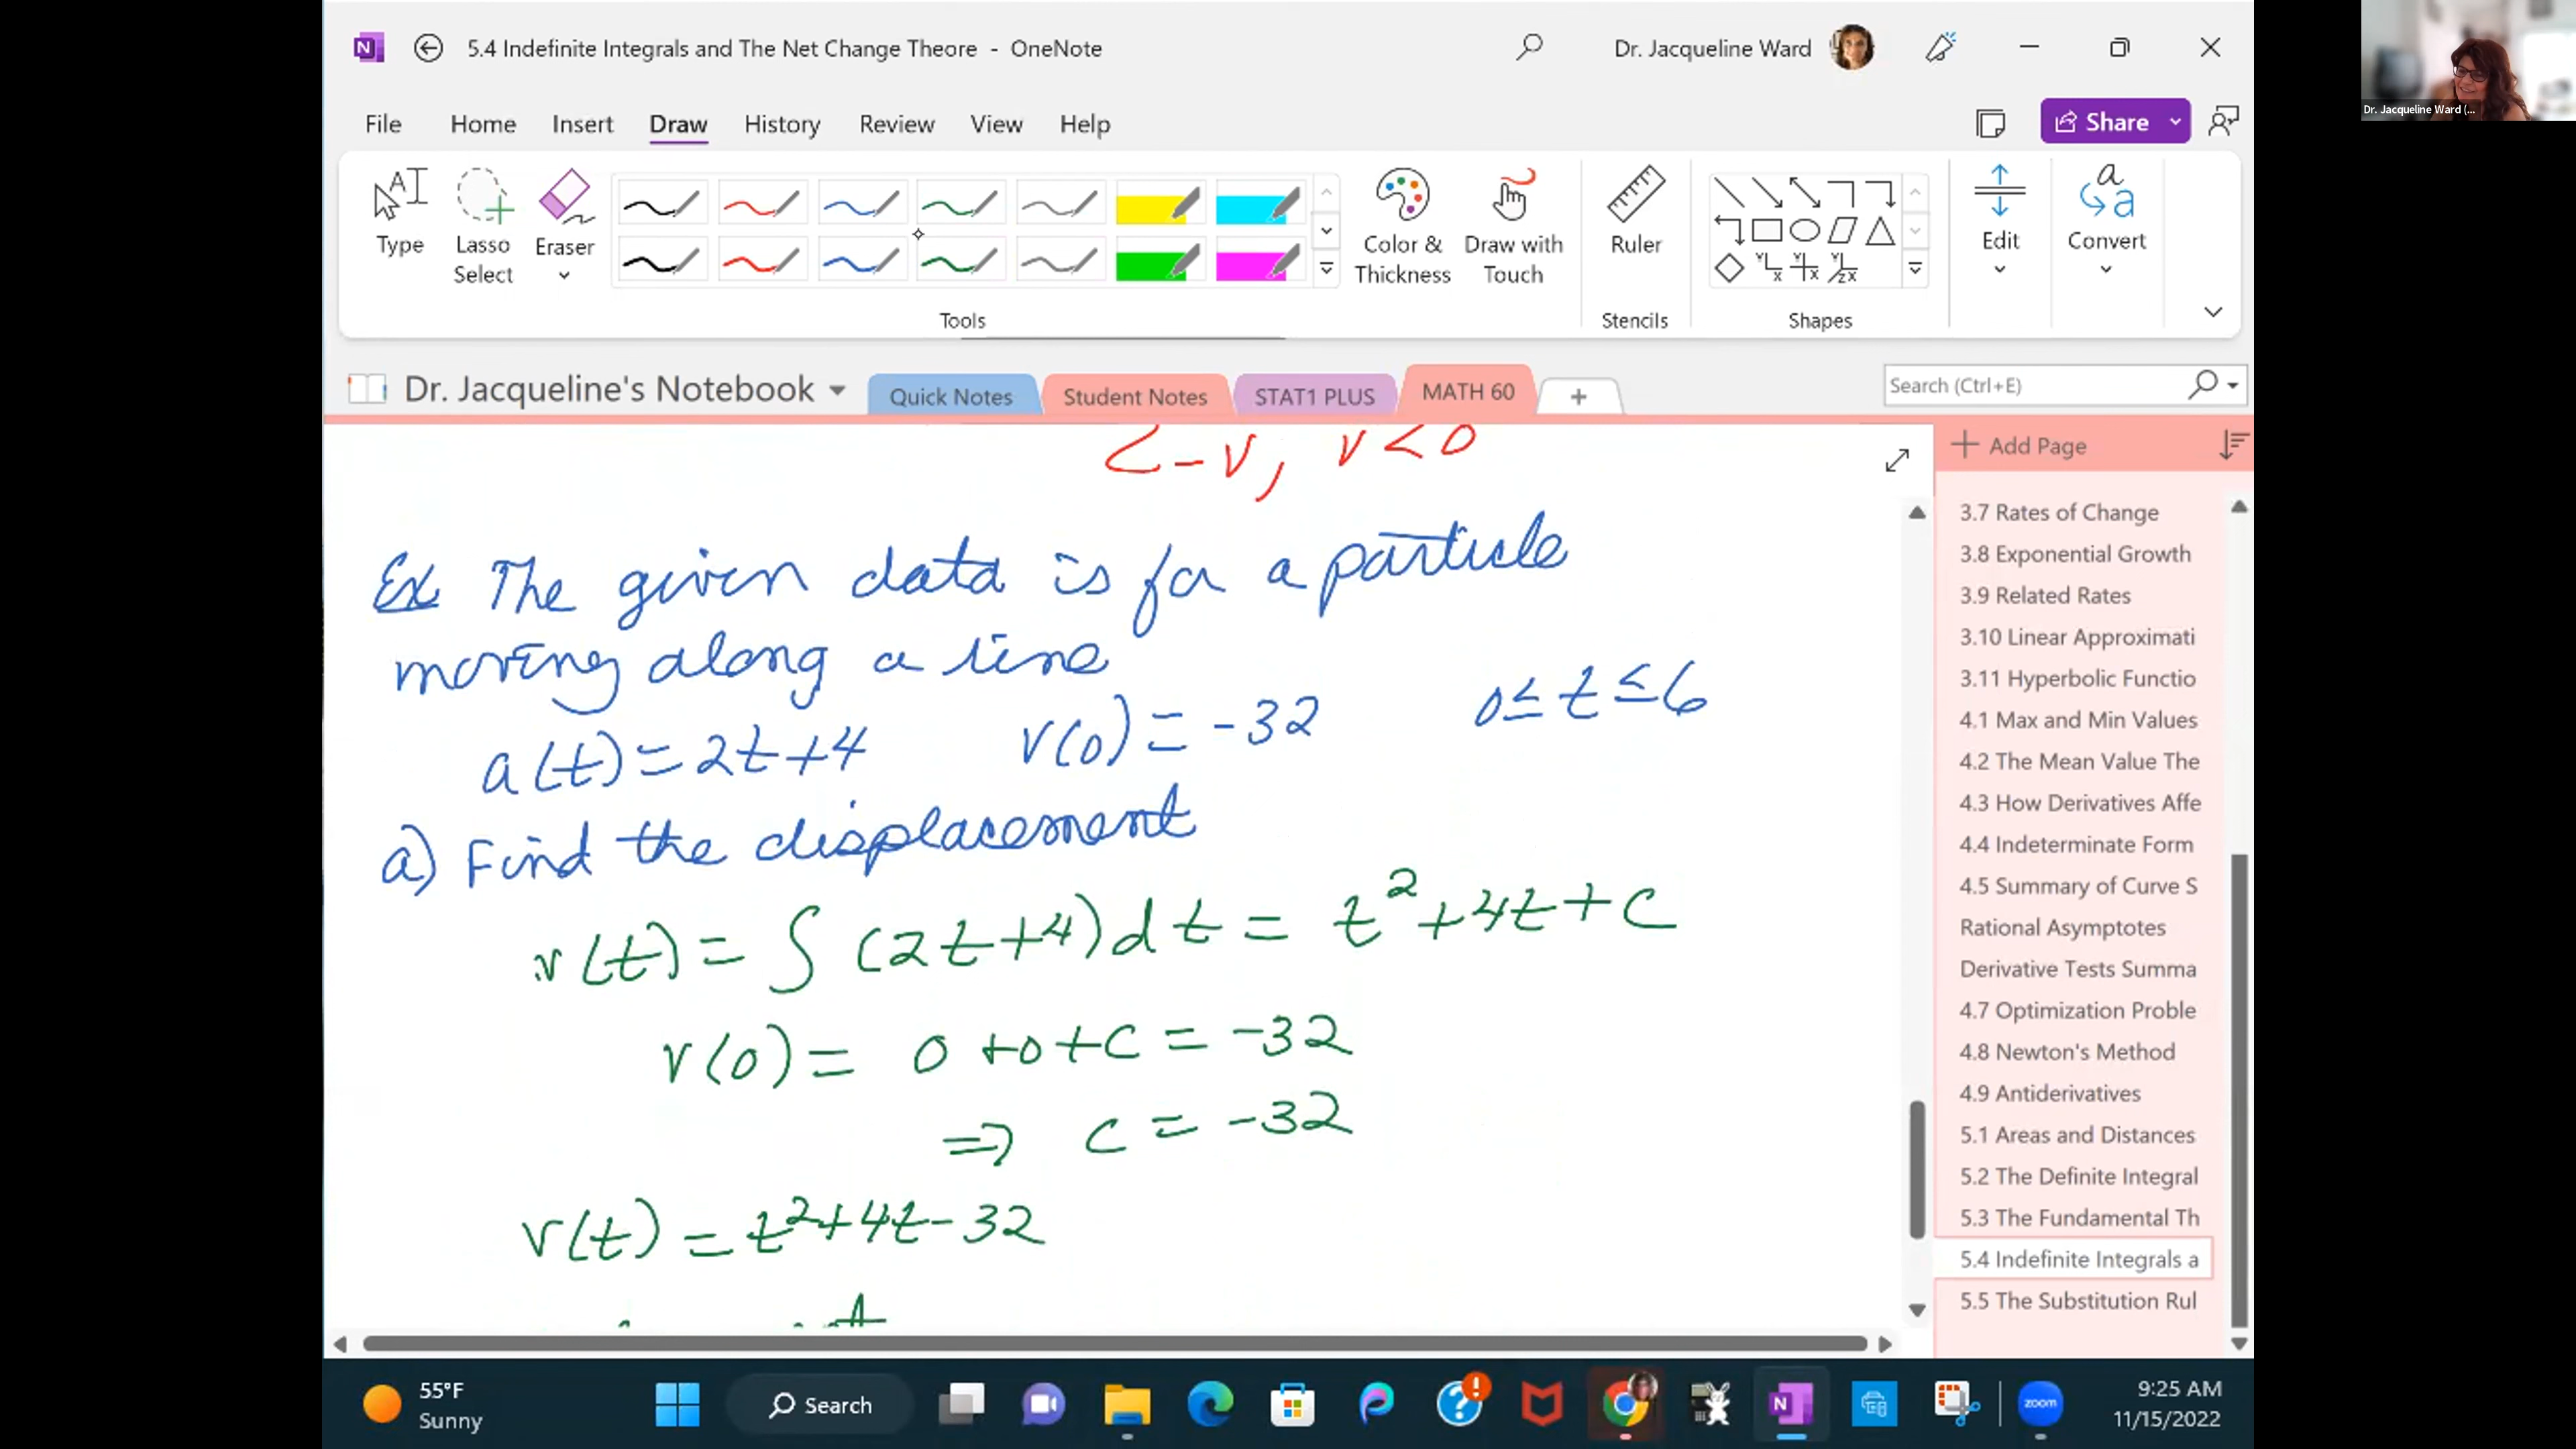 5.4 Indefinite Integrals and The Net Change Theore - OneNote
Dr. Jacqueline Ward
Dr. Jacqueline Ward (...
File Home Insert Draw History Review View Help
Share
Type
Lasso Select
Eraser
Color & Thickness
Draw with Touch
Ruler
Edit
Convert
Tools
Stencils
Shapes
Dr. Jacqueline's Notebook
Quick Notes
Student Notes
STAT1 PLUS
MATH 60
Search (Ctrl+E)
< -v, v<0
Ex The given data is for a particle
moving along a line
a(t)=2t+4 v(0)=-32 0≤t≤6
a) Find the displacement
v(t)=∫(2t+4)dt = t²+4t+c
v(0)= 0+0+c = -32
=> c = -32
v(t)=t²+4t-32
Add Page
3.7 Rates of Change
3.8 Exponential Growth
3.9 Related Rates
3.10 Linear Approximati
3.11 Hyperbolic Functio
4.1 Max and Min Values
4.2 The Mean Value The
4.3 How Derivatives Affe
4.4 Indeterminate Form
4.5 Summary of Curve S
Rational Asymptotes
Derivative Tests Summa
4.7 Optimization Proble
4.8 Newton's Method
4.9 Antiderivatives
5.1 Areas and Distances
5.2 The Definite Integral
5.3 The Fundamental Th
5.4 Indefinite Integrals a
5.5 The Substitution Rul
55°F
Sunny
Search
zoom
9:25 AM
11/15/2022